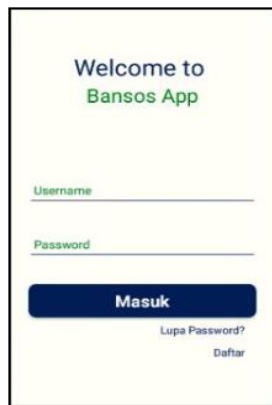 Welcome to
Bansos App
Username
Password
Masuk
Lupa Password?
Daftar